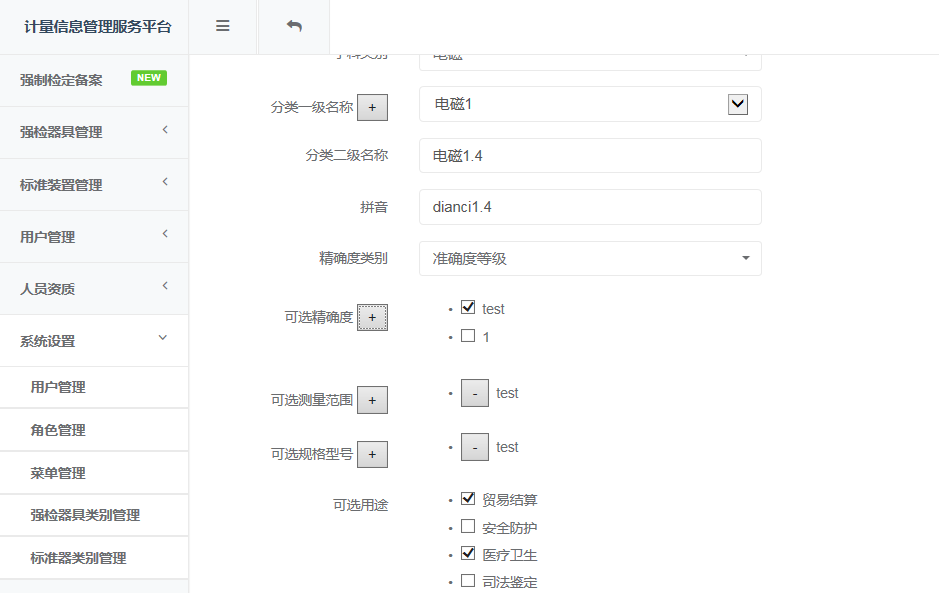 计量信息管理服务平台
强制检定备案 NEW
强检器具管理
标准装置管理
用户管理
人员资质
系统设置
用户管理
角色管理
菜单管理
强检器具类别管理
标准器类别管理
学科类别 电磁
分类一级名称 + 电磁1
分类二级名称 电磁1.4
拼音 dianci1.4
精确度类别 准确度等级
可选精确度 + test
1
可选测量范围 + - test
可选规格型号 + - test
可选用途 贸易结算
安全防护
医疗卫生
司法鉴定